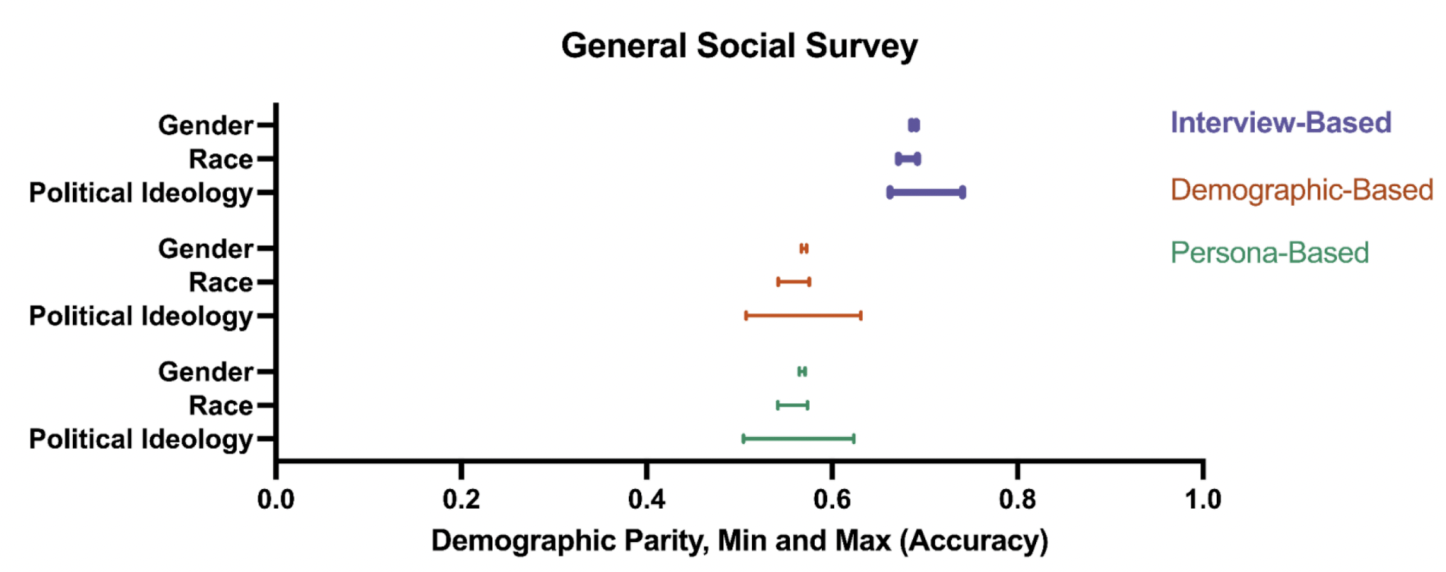 General Social Survey
Gender
Race
Political Ideology
Gender
Race
Political Ideology
Gender
Race
Political Ideology
Interview-Based
Demographic-Based
Persona-Based
0.0 0.2 0.4 0.6 0.8 1.0
Demographic Parity, Min and Max (Accuracy)